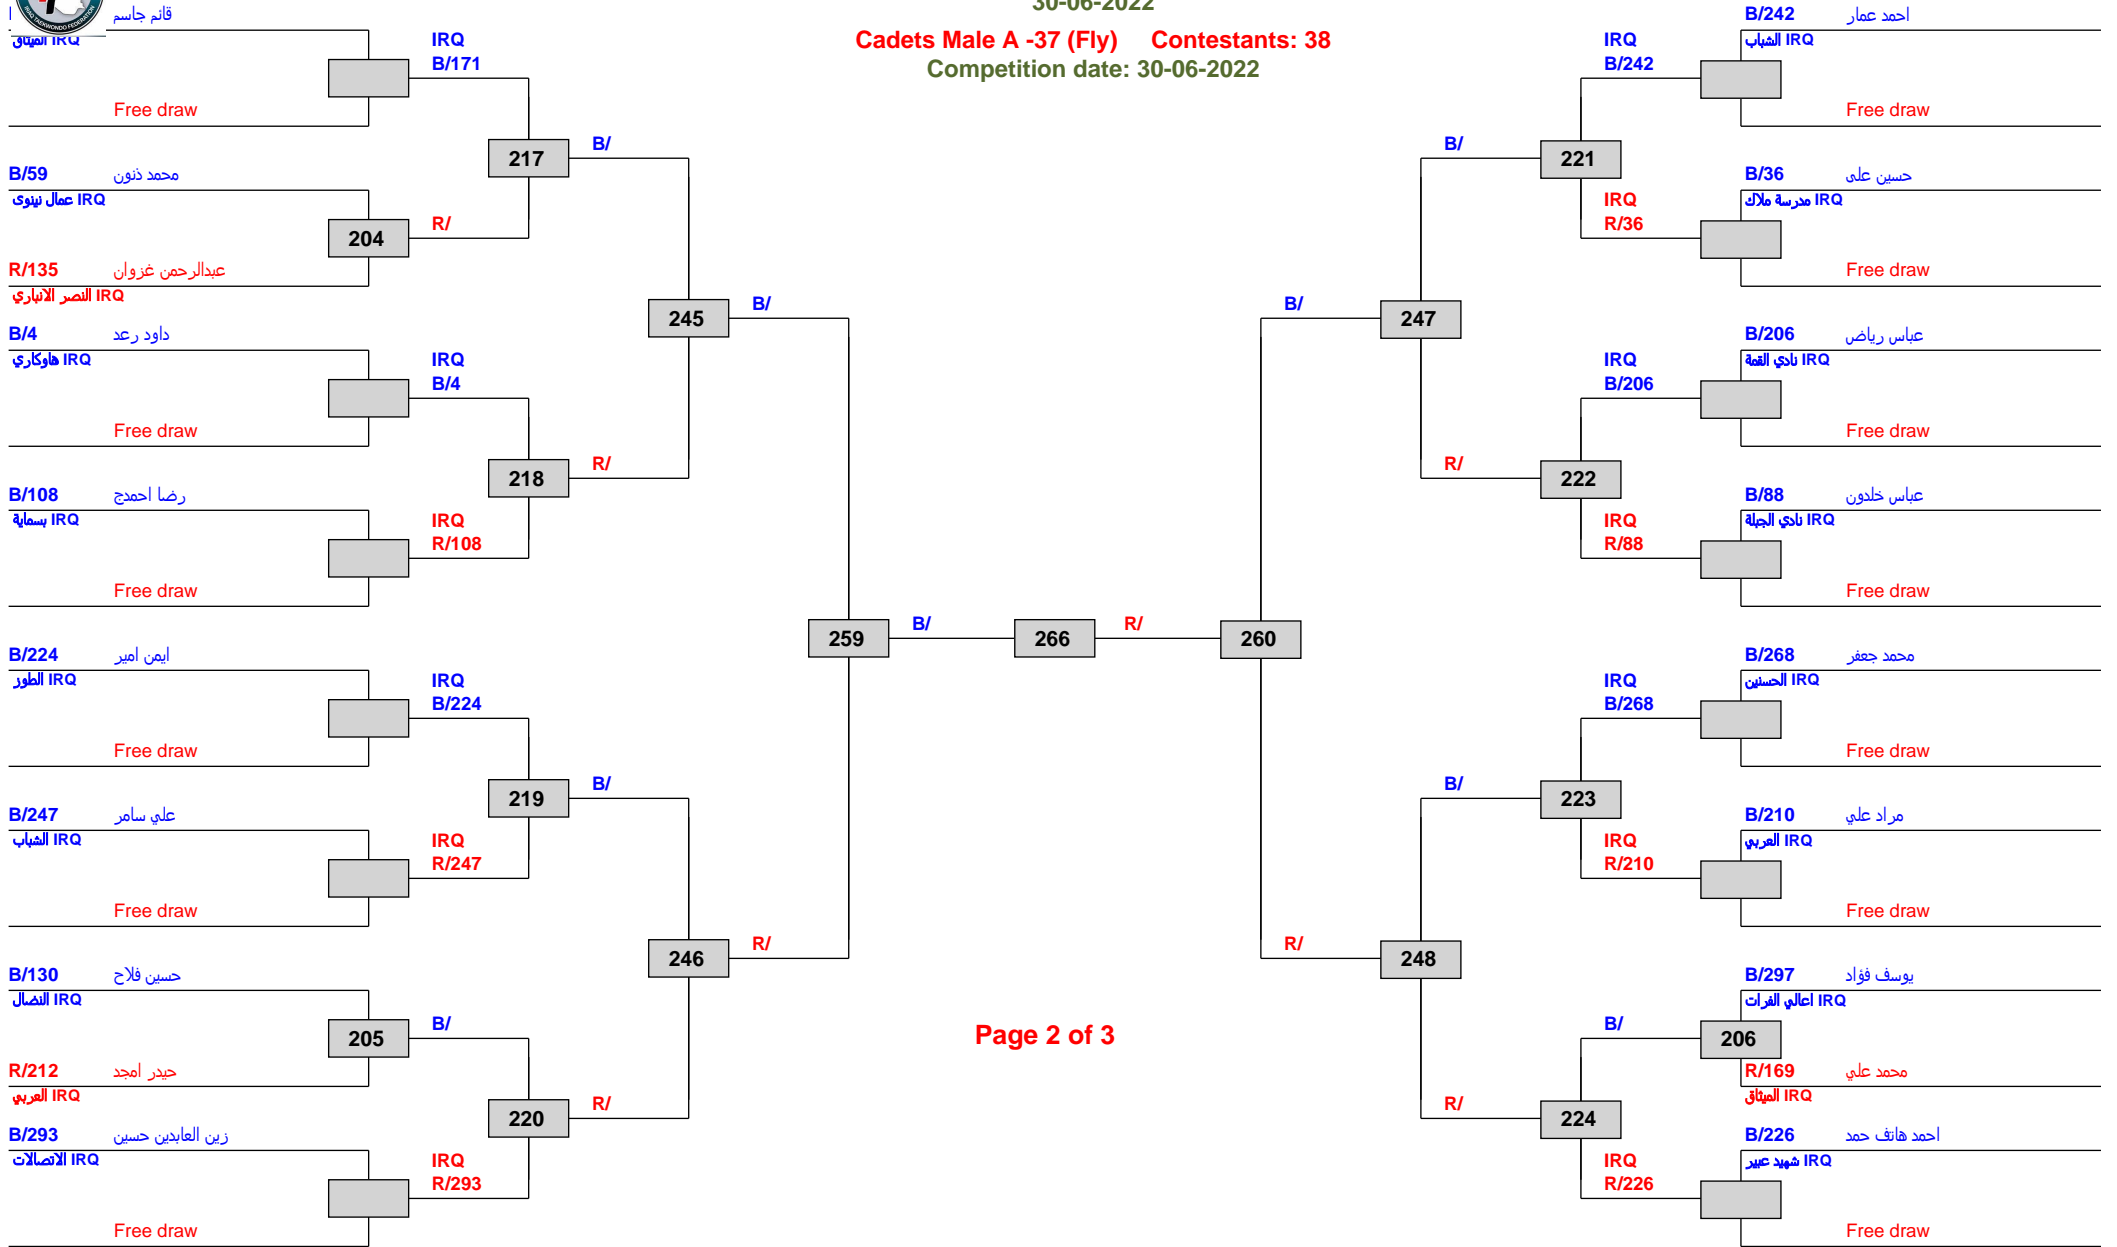 30-06-2022
Cadets Male A -37 (Fly) Contestants: 38
Competition date: 30-06-2022
IRAQ TAEKWONDO FEDERATION
قائم جاسم
IRQ الميثاق
Free draw
IRQ
B/171
B/59 محمد ذنون
IRQ عمال نينوى
204
R/135 عبدالرحمن غزوان
IRQ النصر الانباري
R/
217
B/
B/4 داود رعد
IRQ هاوكاري
Free draw
IRQ
B/4
B/108 رضا احمدج
IRQ بسماية
Free draw
IRQ
R/108
218
R/
245
B/
B/224 ايمن امير
IRQ الطوز
Free draw
IRQ
B/224
B/247 علي سامر
IRQ الشباب
Free draw
IRQ
R/247
219
B/
B/130 حسين فلاح
IRQ النضال
205
R/212 حيدر امجد
IRQ العربي
B/
B/293 زين العابدين حسين
IRQ الاتصالات
Free draw
IRQ
R/293
220
R/
246
R/
259
B/
266
R/
260
B/
247
B/
221
IRQ
B/242
B/242 احمد عمار
IRQ الشباب
Free draw
IRQ
R/36
B/36 حسين على
IRQ مدرسة ملاك
Free draw
R/
222
IRQ
B/206
B/206 عباس رياض
IRQ نادي القمة
Free draw
IRQ
R/88
B/88 عباس خلدون
IRQ نادي الجبلة
Free draw
R/
248
B/
223
IRQ
B/268
B/268 محمد جعفر
IRQ الحسنين
Free draw
IRQ
R/210
B/210 مراد علي
IRQ العربي
Free draw
R/
224
B/
206
B/297 يوسف فؤاد
IRQ اعالي الفرات
R/169 محمد علي
IRQ الميثاق
IRQ
R/226
B/226 احمد هاتف حمد
IRQ شهيد عبير
Free draw
Page 2 of 3